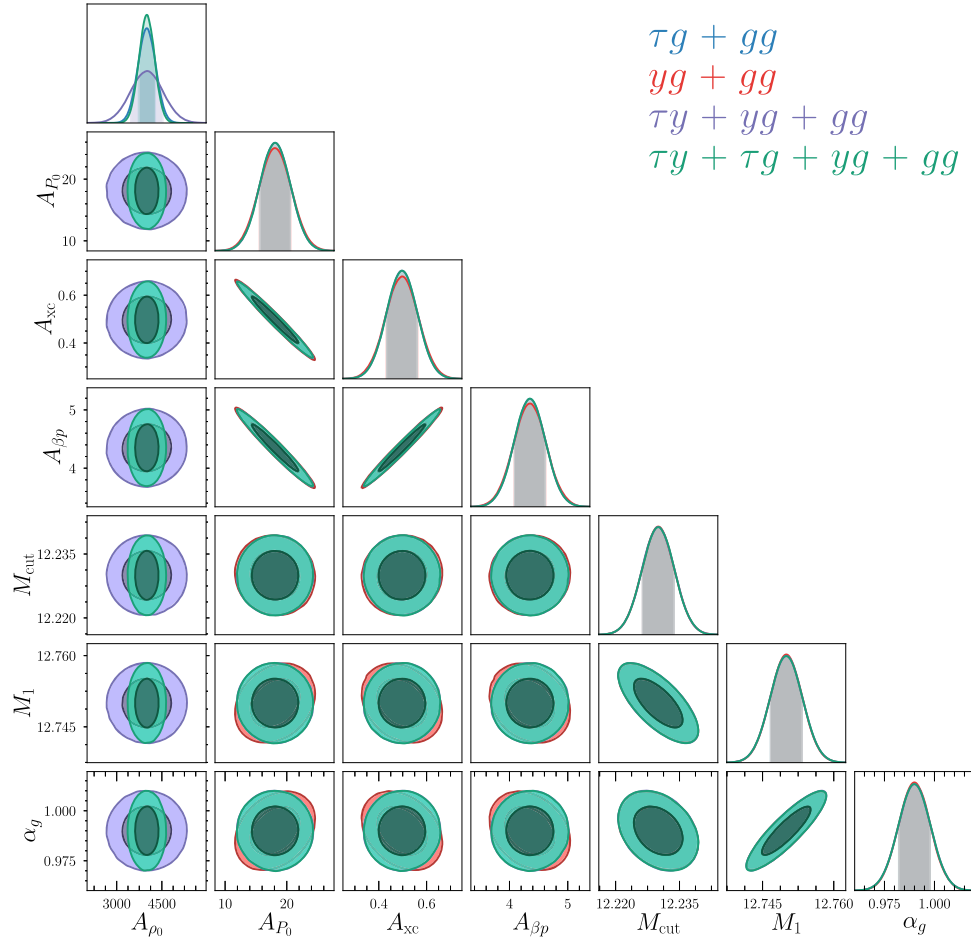 τg + gg
yg + gg
τy + yg + gg
τy + τg + yg + gg
A_{P_0}
20
10
A_{xc}
0.6
0.4
A_{βp}
5
4
M_{cut}
12.235
12.220
M_1
12.760
12.745
α_g
1.000
0.975
3000 4500 10 20 0.4 0.6 4 5 12.220 12.235 12.745 12.760 0.975 1.000
A_{ρ_0} A_{P_0} A_{xc} A_{βp} M_{cut} M_1 α_g